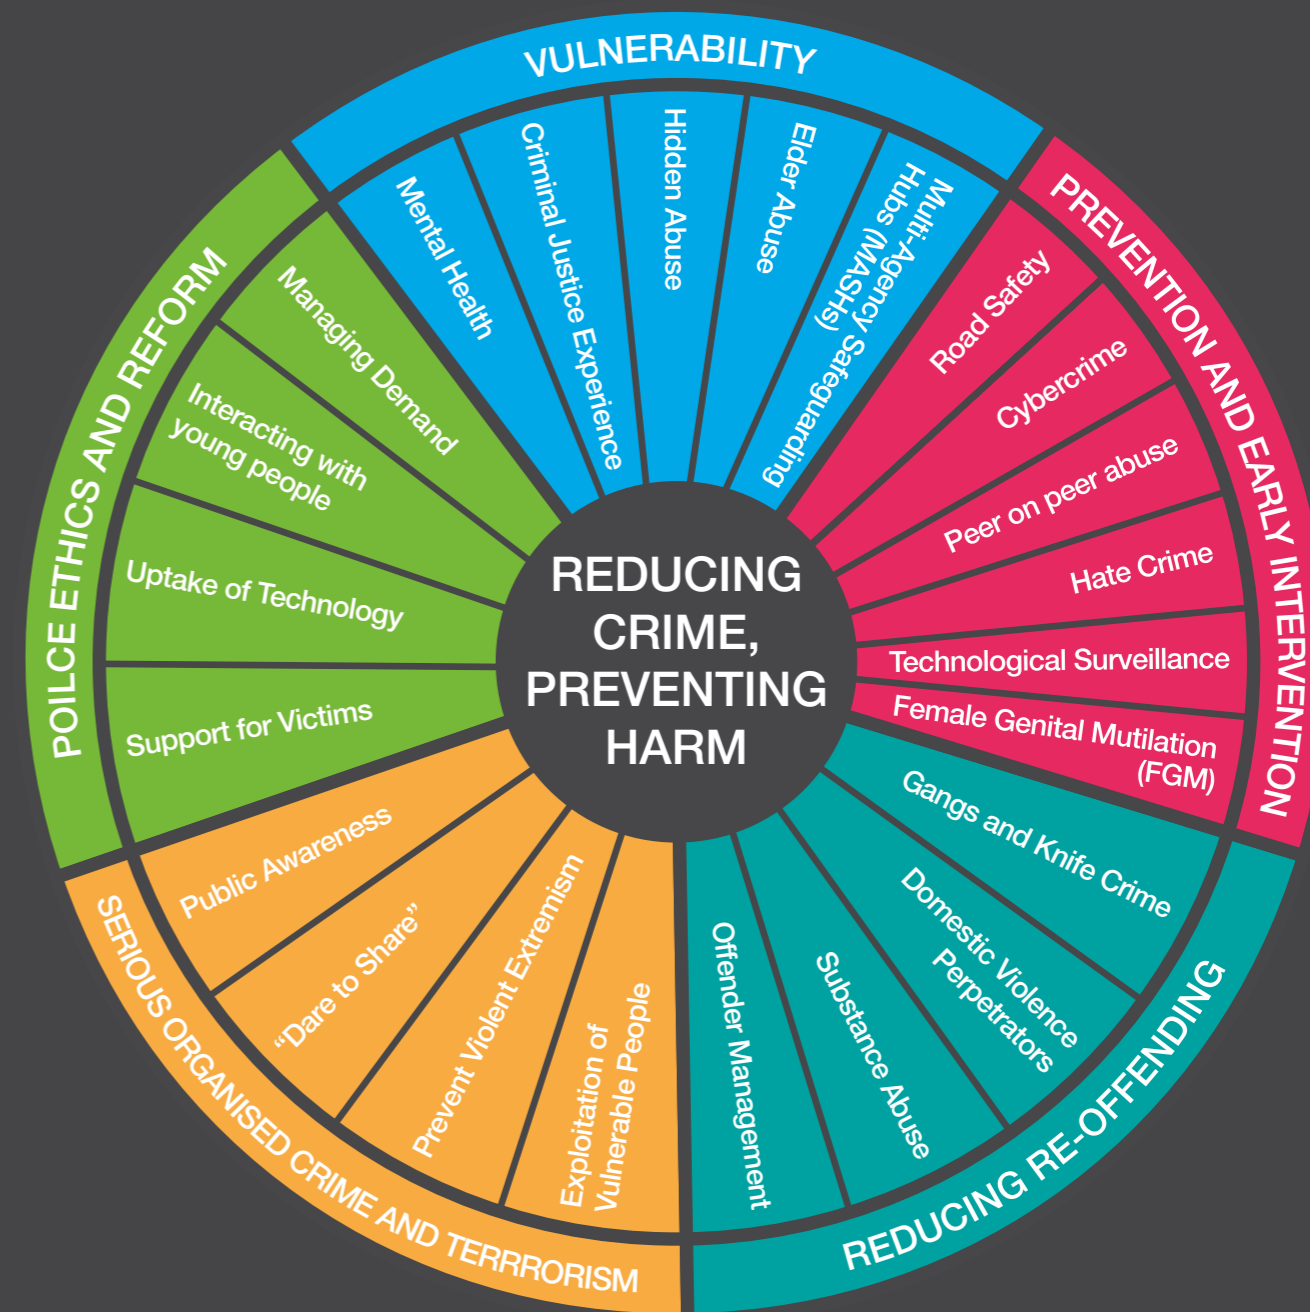 VULNERABILITY
Mental Health
Criminal Justice Experience
Hidden Abuse
Elder Abuse
Multi-Agency Safeguarding
Hubs (MASHs)
PREVENTION AND EARLY INTERVENTION
Road Safety
Cybercrime
Peer on peer abuse
Hate Crime
Technological Surveillance
Female Genital Mutilation
(FGM)
REDUCING RE-OFFENDING
Gangs and Knife Crime
Domestic Violence
Perpetrators
Substance Abuse
Offender Management
SERIOUS ORGANISED CRIME AND TERRRORISM
Exploitation of
Vulnerable People
Prevent Violent Extremism
“Dare to Share”
Public Awareness
POILCE ETHICS AND REFORM
Support for Victims
Uptake of Technology
Interacting with
young people
Managing Demand
REDUCING
CRIME,
PREVENTING
HARM